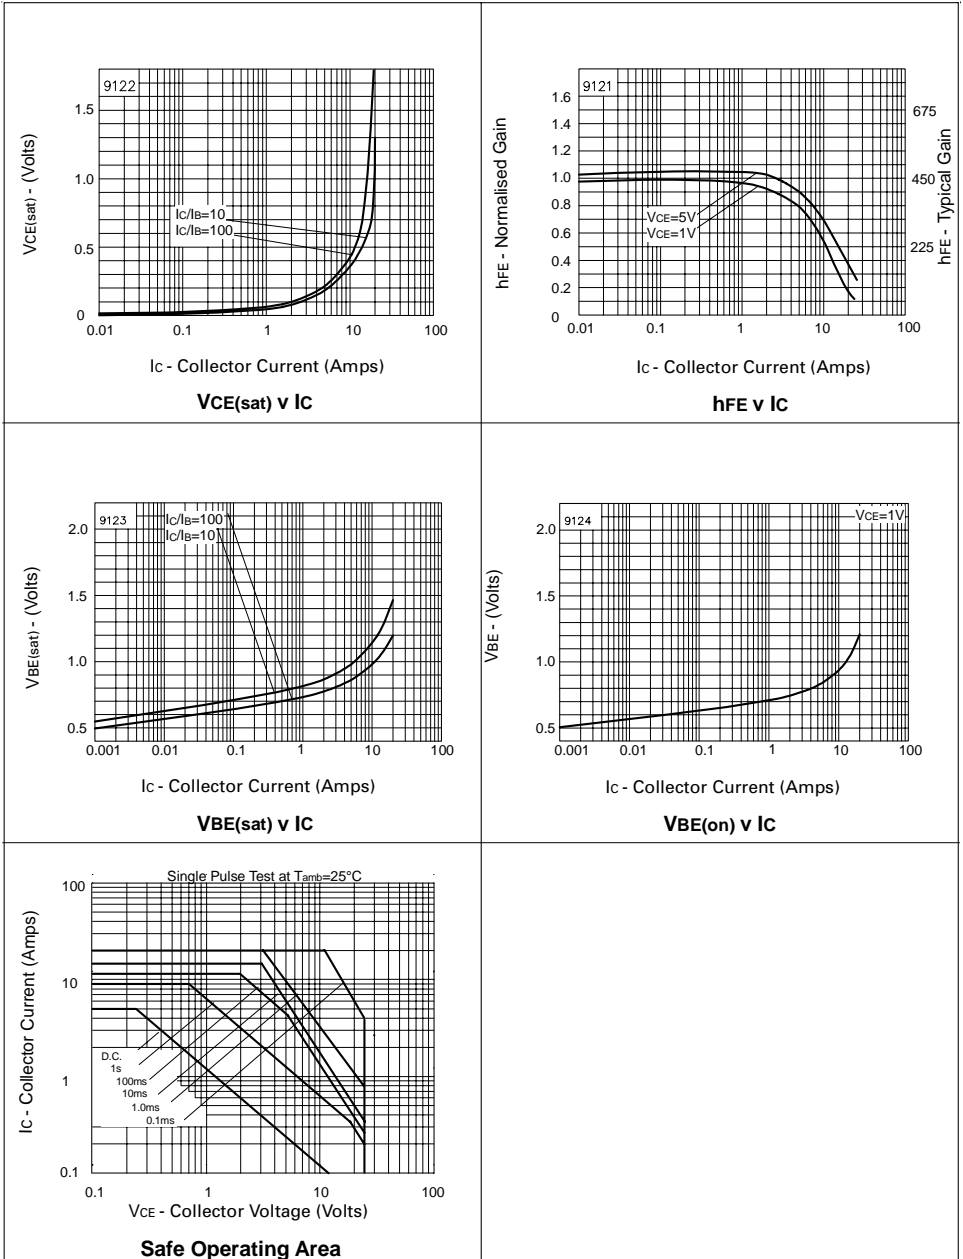 9122
1.5
1.0
0.5
0
0.01 0.1 1 10 100
VCE(sat) - (Volts)
IC/IB=10
IC/IB=100
IC - Collector Current (Amps)
VCE(sat) v IC
9121
1.6
1.4
1.2
1.0
0.8
0.6
0.4
0.2
0
0.01 0.1 1 10 100
675
450
225
hFE - Normalised Gain
hFE - Typical Gain
VCE=5V
VCE=1V
IC - Collector Current (Amps)
hFE v IC
9123
IC/IB=100
IC/IB=10
2.0
1.5
1.0
0.5
0.001 0.01 0.1 1 10 100
VBE(sat) - (Volts)
IC - Collector Current (Amps)
VBE(sat) v IC
9124
VCE=1V
2.0
1.5
1.0
0.5
0.001 0.01 0.1 1 10 100
VBE - (Volts)
IC - Collector Current (Amps)
VBE(on) v IC
Single Pulse Test at Tamb=25°C
100
10
1
0.1
IC - Collector Current (Amps)
D.C.
1s
100ms
10ms
1.0ms
0.1ms
0.1 1 10 100
VCE - Collector Voltage (Volts)
Safe Operating Area